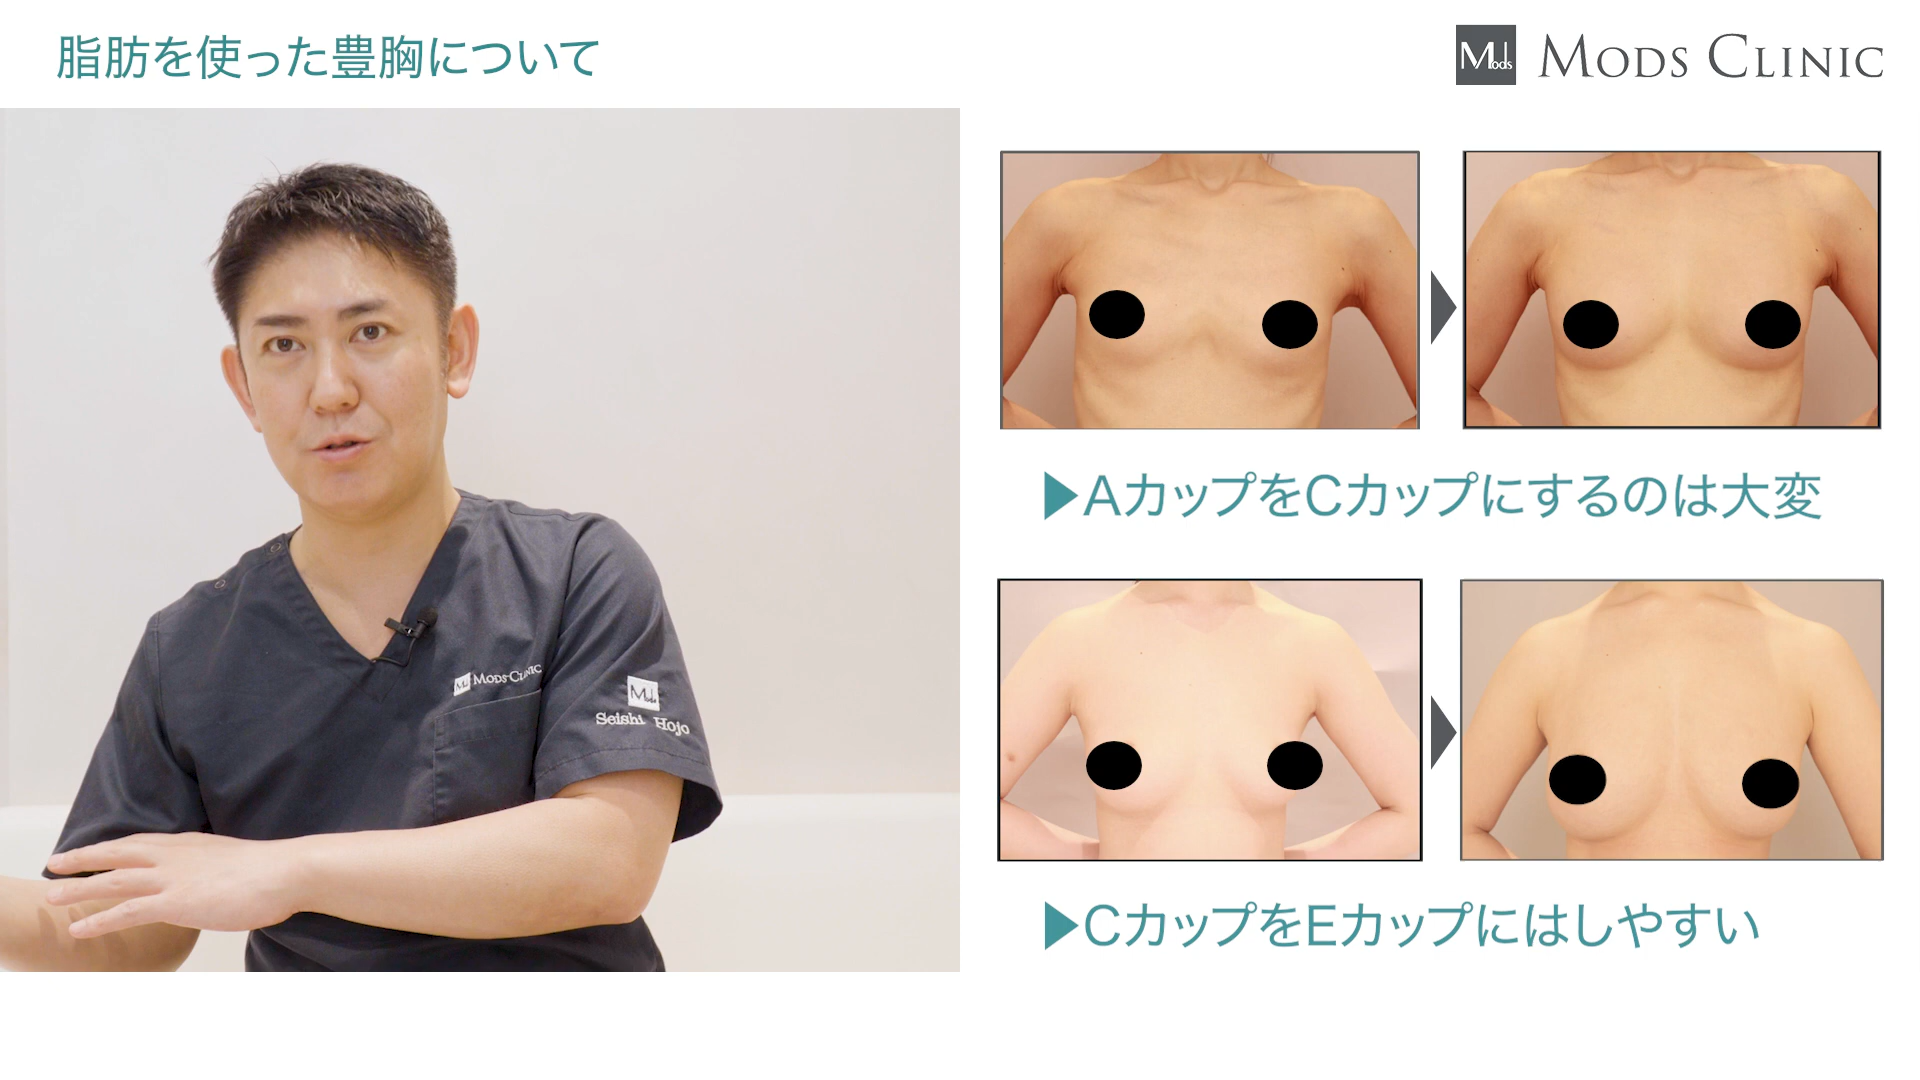 脂肪を使った豊胸について
Mods
MODS CLINIC
▶AカップをCカップにするのは大変
▶CカップをEカップにはしやすい
MODS CLINIC
Mods
Seishi Hojo